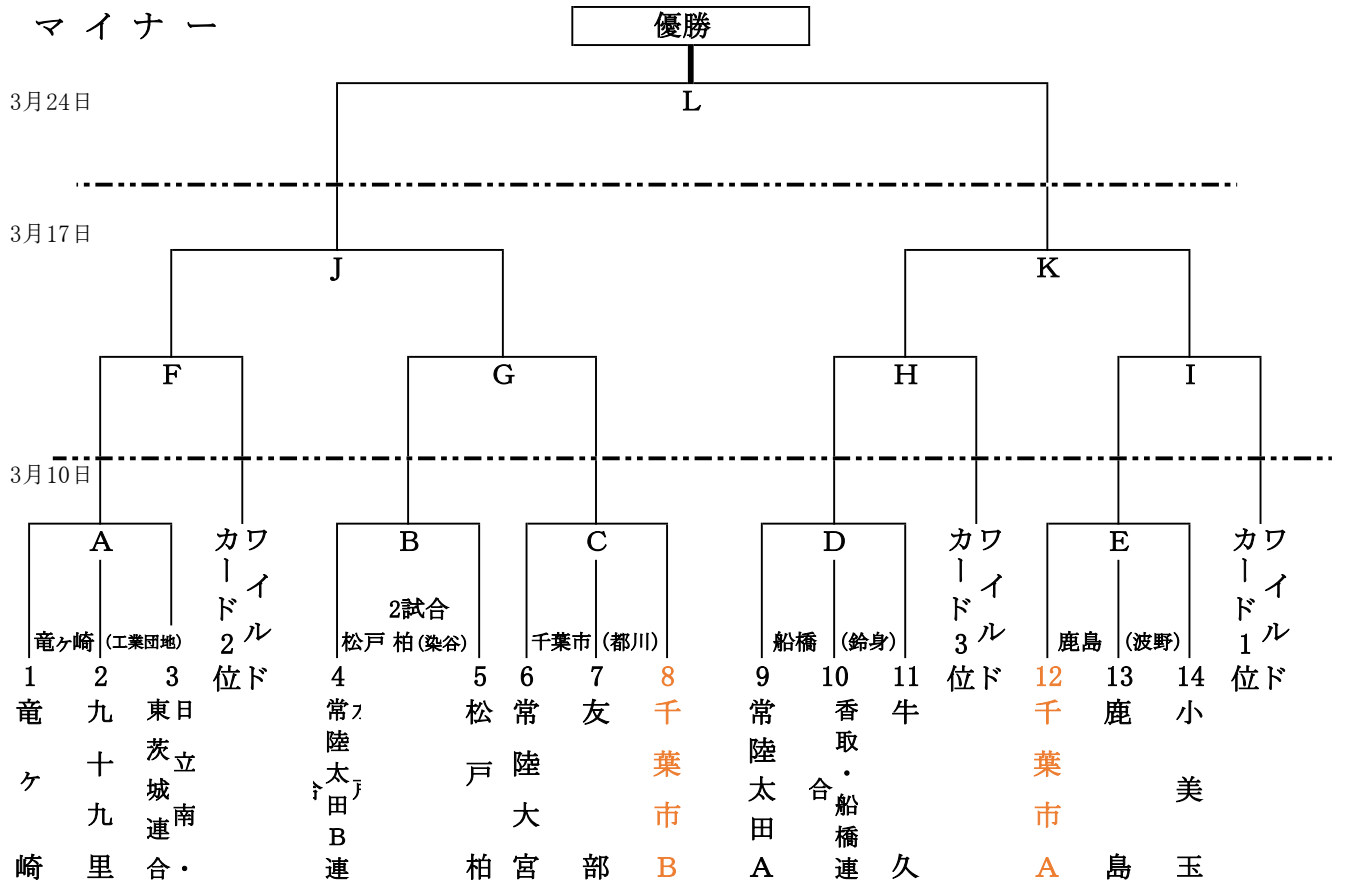 マイナー
優勝
3月24日
L
3月17日
J
K
F
G
H
I
3月10日
A
ワイルド
カード2位
B
C
D
ワイルド
カード3位
E
ワイルド
カード1位
2試合
竜ヶ崎(工業団地)
松戸 柏(染谷)
千葉市(都川)
船橋 (鈴身)
鹿島 (波野)
1
竜ヶ崎
2
九十九里
3
日立南・
東茨城連合
4
常陸太田B連
合
5
松戸柏
6
常陸大宮
7
友部
8
千葉市B
9
常陸太田A
10
香取・船橋連
合
11
牛久
12
千葉市A
13
鹿島
14
小美玉